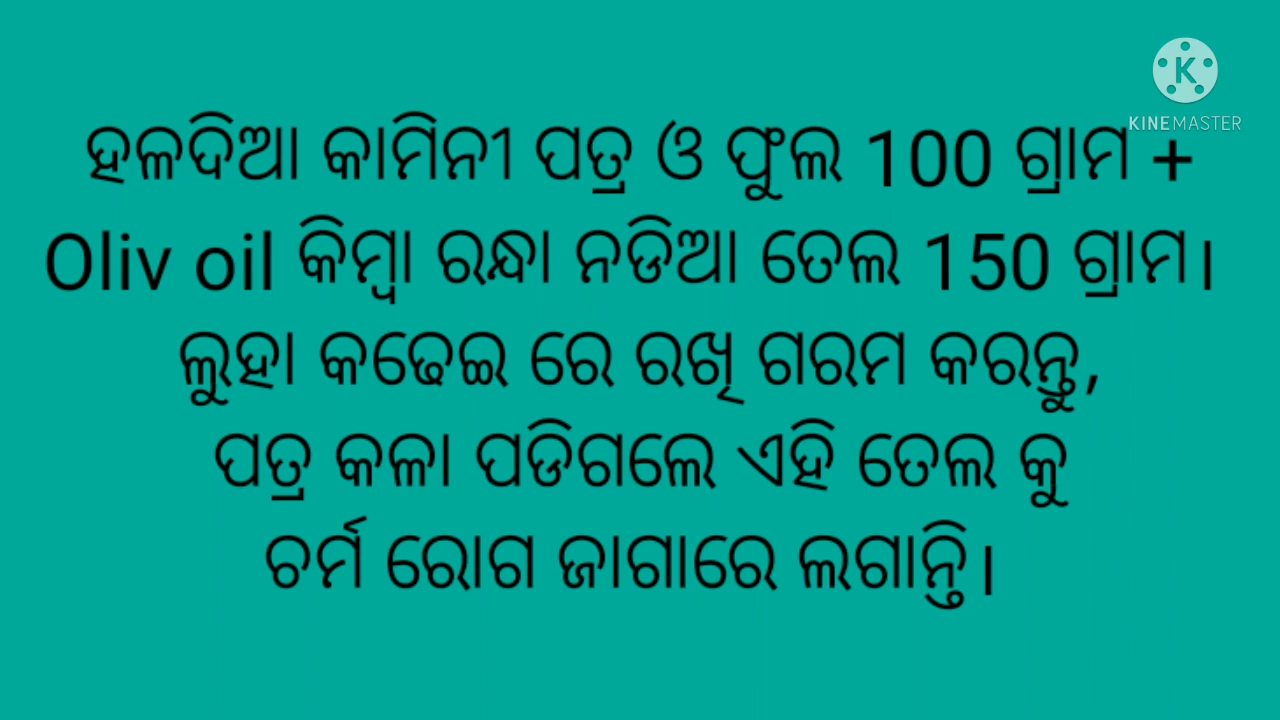 KINEMASTER
ହଳଦିଆ କାମିନୀ ପତ୍ର ଓ ଫୁଲ 100 ଗ୍ରାମ +
Oliv oil କିମ୍ବା ରନ୍ଧା ନଡିଆ ତେଲ 150 ଗ୍ରାମ।
ଲୁହା କଢେଇ ରେ ରଖି ଗରମ କରନ୍ତୁ,
ପତ୍ର କଳା ପଡିଗଲେ ଏହି ତେଲ କୁ
ଚର୍ମ ରୋଗ ଜାଗାରେ ଲଗାନ୍ତି।